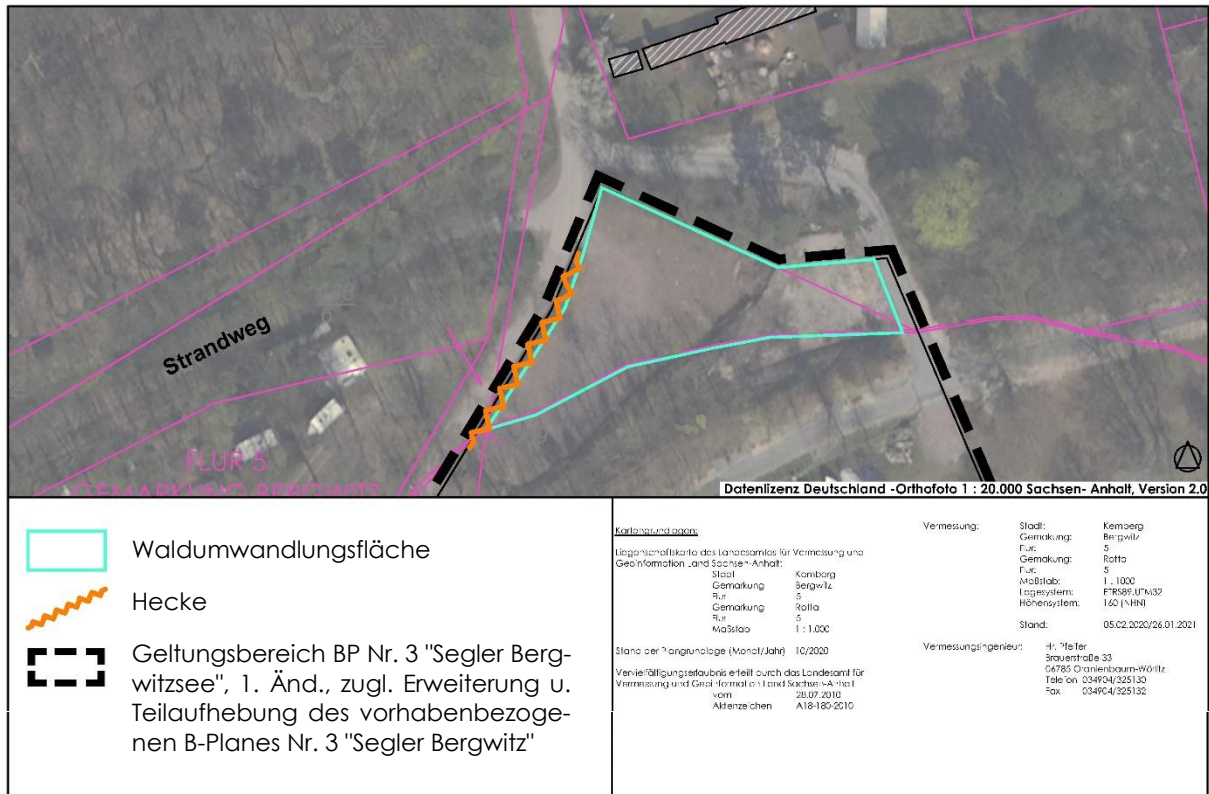 Strandweg
FLUR 5
GEMARKUNG BERGWITZ
Datenlizenz Deutschland -Orthofoto 1 : 20.000 Sachsen- Anhalt, Version 2.0
Waldumwandlungsfläche
Hecke
Geltungsbereich BP Nr. 3 "Segler Berg-
witzsee", 1. Änd., zugl. Erweiterung u.
Teilaufhebung des vorhabenbezoge-
nen B-Planes Nr. 3 "Segler Bergwitz"
Kartengrundlagen:
Liegenschaftskarte des Landesamtes für Vermessung und
Geoinformation Land Sachsen-Anhalt:
Stadt Kemberg
Gemarkung Bergwitz
Flur 5
Gemarkung Rotta
Flur 5
Maßstab 1 : 1.000
Stand der Plangrundlage (Monat/Jahr) 10/2020
Vervielfältigungserlaubnis erteilt durch das Landesamt für
Vermessung und Geoinformation Land Sachsen-Anhalt
vom 28.07.2010
Aktenzeichen A18-180-2010
Vermessung: Stadt: Kemberg
Gemarkung: Bergwitz
Flur: 5
Gemarkung: Rotta
Flur: 5
Maßstab: 1 : 1000
Lagesystem: ETRS89.UTM32
Höhensystem: 160 (NHN)
Stand: 05.02.2020/26.01.2021
Vermessungsingenieur: Hr. Pfeifer
Brauerstraße 33
06785 Oranienbaum-Wörlitz
Telefon 034904/325130
Fax 034904/325132